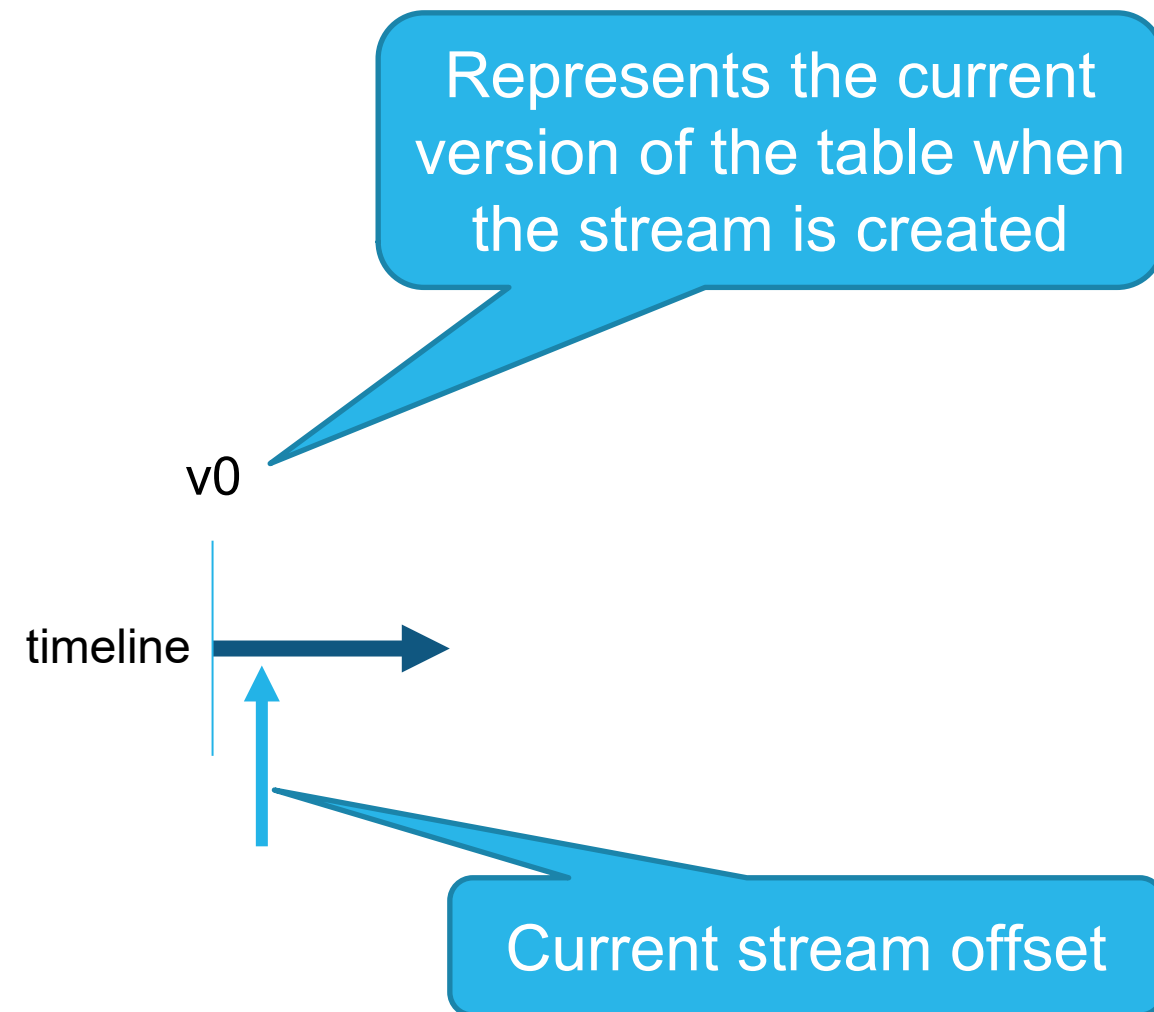 Represents the current
version of the table when
the stream is created
v0
timeline
Current stream offset